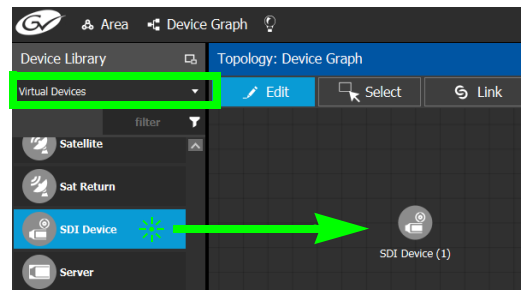 GV Area Device Graph
Device Library
Topology: Device Graph
Virtual Devices
Edit Select Link
filter
Satellite
Sat Return
SDI Device
SDI Device (1)
Server